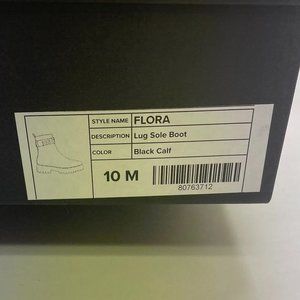 STYLE NAME FLORA
DESCRIPTION Lug Sole Boot
COLOR Black Calf
10 M
80763712